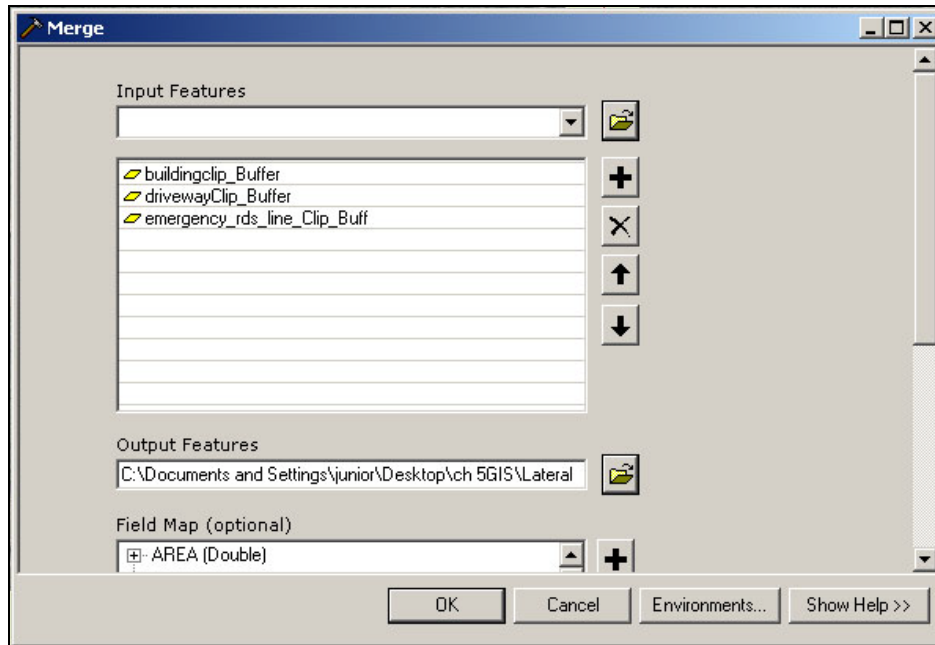 Merge
Input Features
buildingclip_Buffer
drivewayClip_Buffer
emergency_rds_line_Clip_Buff
Output Features
C:\Documents and Settings\junior\Desktop\ch 5GIS\Lateral
Field Map (optional)
AREA (Double)
OK
Cancel
Environments...
Show Help >>